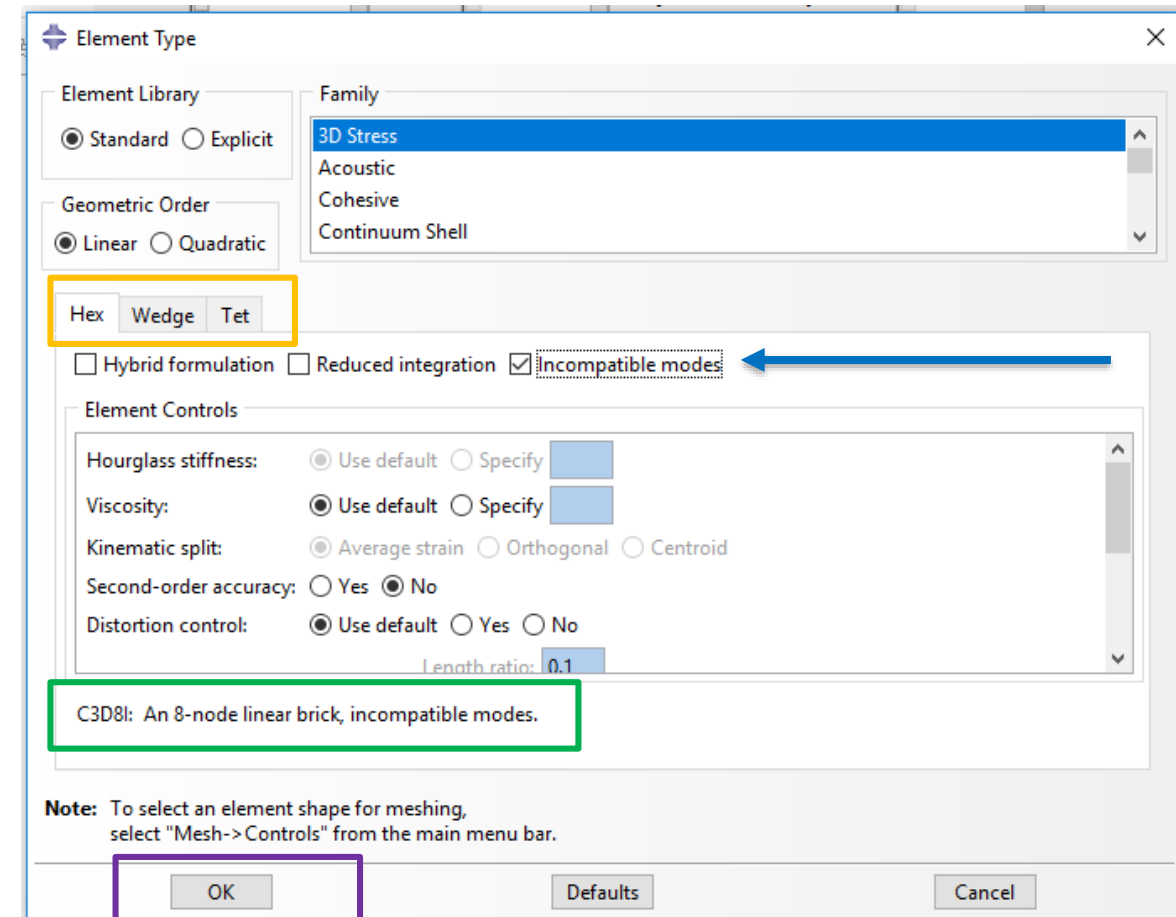 Element Type
Element Library
Standard Explicit
Family
3D Stress
Acoustic
Cohesive
Continuum Shell
Geometric Order
Linear Quadratic
Hex Wedge Tet
Hybrid formulation Reduced integration Incompatible modes
Element Controls
Hourglass stiffness: Use default Specify
Viscosity: Use default Specify
Kinematic split: Average strain Orthogonal Centroid
Second-order accuracy: Yes No
Distortion control: Use default Yes No
Length ratio: 0.1
C3D8I: An 8-node linear brick, incompatible modes.
Note: To select an element shape for meshing,
select "Mesh->Controls" from the main menu bar.
OK Defaults Cancel